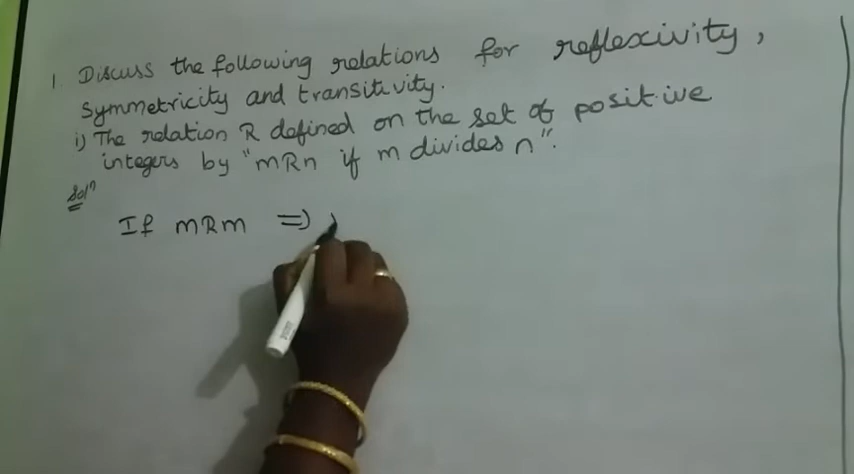 1. Discuss the following relations for reflexivity,
Symmetricity and transitivity.
i) The relation R defined on the set of positive
integers by "mRn if m divides n".
Solⁿ
If mRm =>